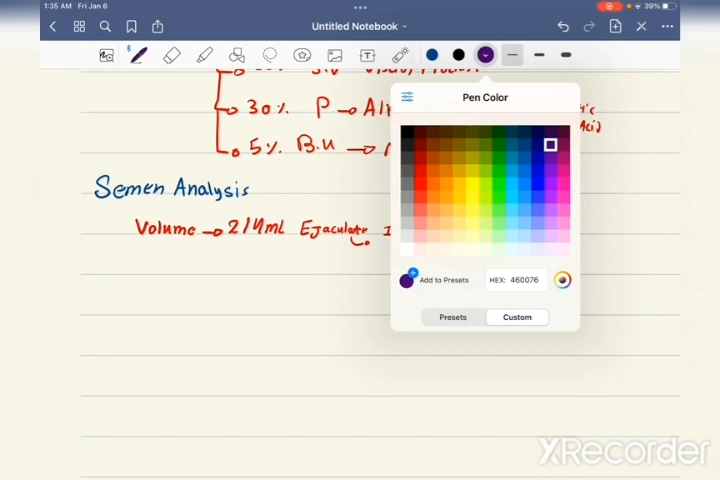 1:35 AM Fri Jan 6
39%
Untitled Notebook
Pen Color
30% P
5% B.U
Acid
Semen Analysis
Volume 2/4mL Ejaculate
Add to Presets HEX: 460076
Presets Custom
XRecorder